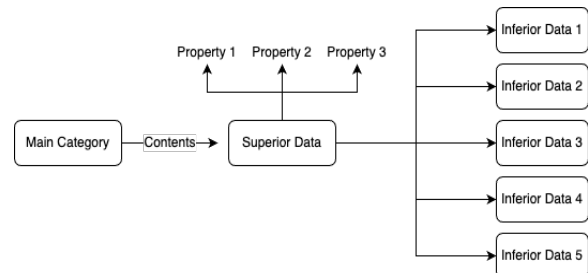 Property 1
Property 2
Property 3
Main Category
Contents
Superior Data
Inferior Data 1
Inferior Data 2
Inferior Data 3
Inferior Data 4
Inferior Data 5